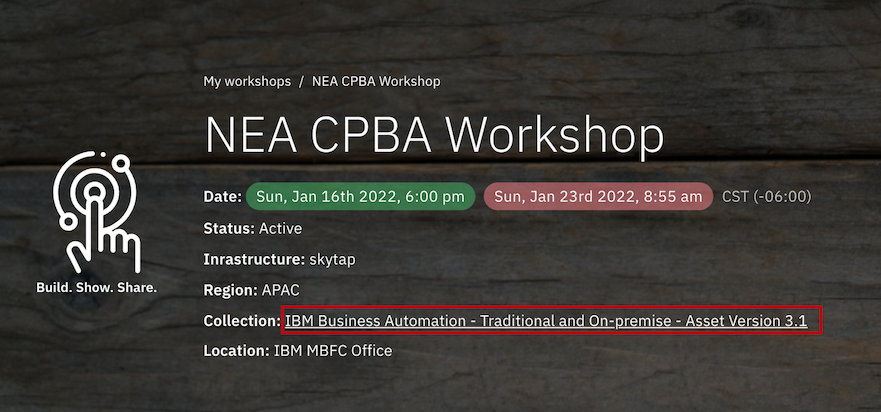 My workshops / NEA CPBA Workshop
NEA CPBA Workshop
Date: Sun, Jan 16th 2022, 6:00 pm Sun, Jan 23rd 2022, 8:55 am CST (-06:00)
Status: Active
Inrastructure: skytap
Build. Show. Share.
Region: APAC
Collection: IBM Business Automation - Traditional and On-premise - Asset Version 3.1
Location: IBM MBFC Office